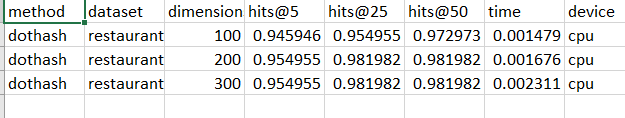 method dataset dimension hits@5 hits@25 hits@50 time device
dothash restaurant 100 0.945946 0.954955 0.972973 0.001479 cpu
dothash restaurant 200 0.954955 0.981982 0.981982 0.001676 cpu
dothash restaurant 300 0.954955 0.981982 0.981982 0.002311 cpu